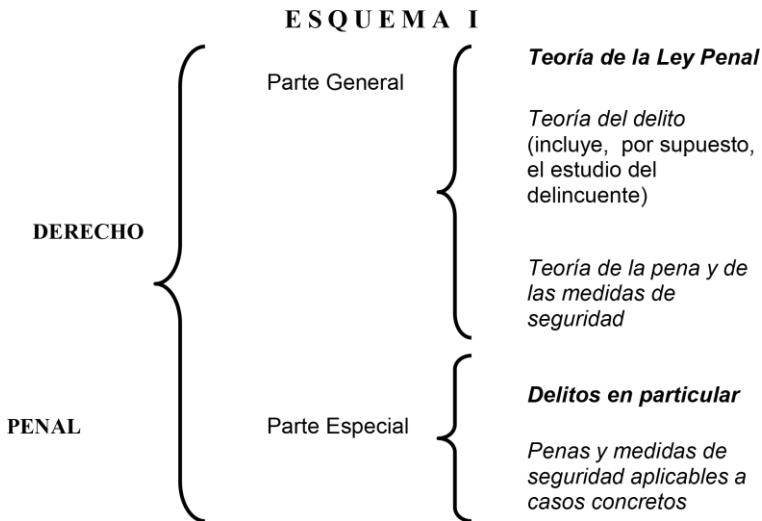 ESQUEMA I
Parte General
Teoría de la Ley Penal
Teoría del delito
(incluye, por supuesto,
el estudio del
delincuente)
DERECHO
Teoría de la pena y de
las medidas de
seguridad
PENAL
Parte Especial
Delitos en particular
Penas y medidas de
seguridad aplicables a
casos concretos